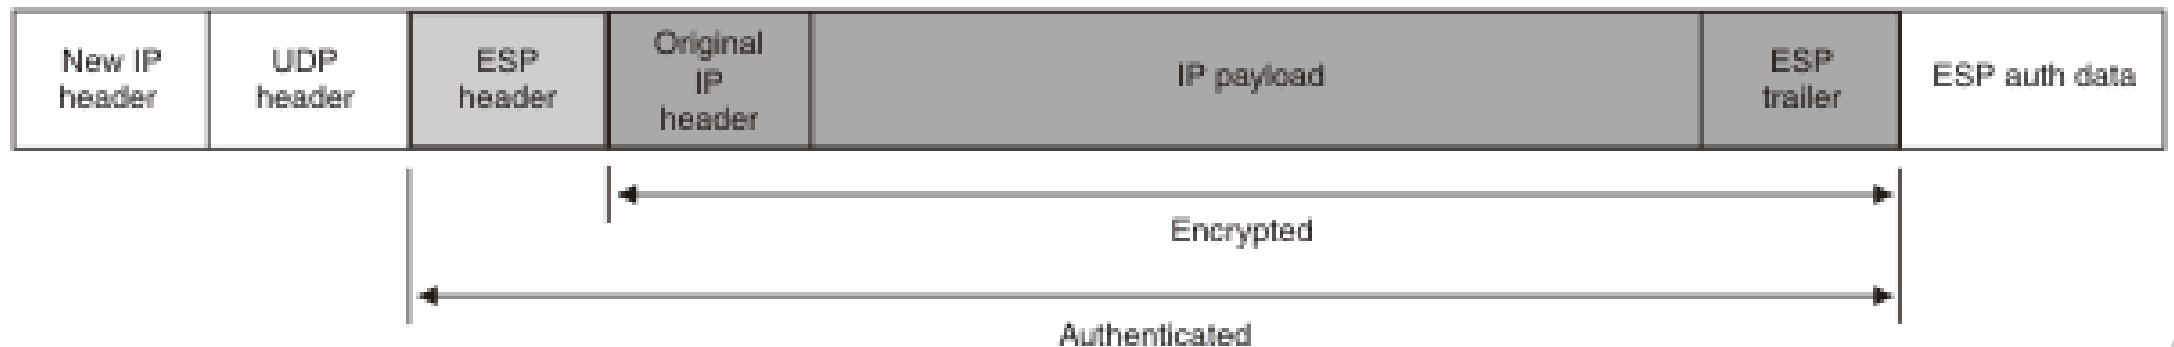 New IP
header
UDP
header
ESP
header
Original
IP
header
IP payload
ESP
trailer
ESP auth data
Encrypted
Authenticated